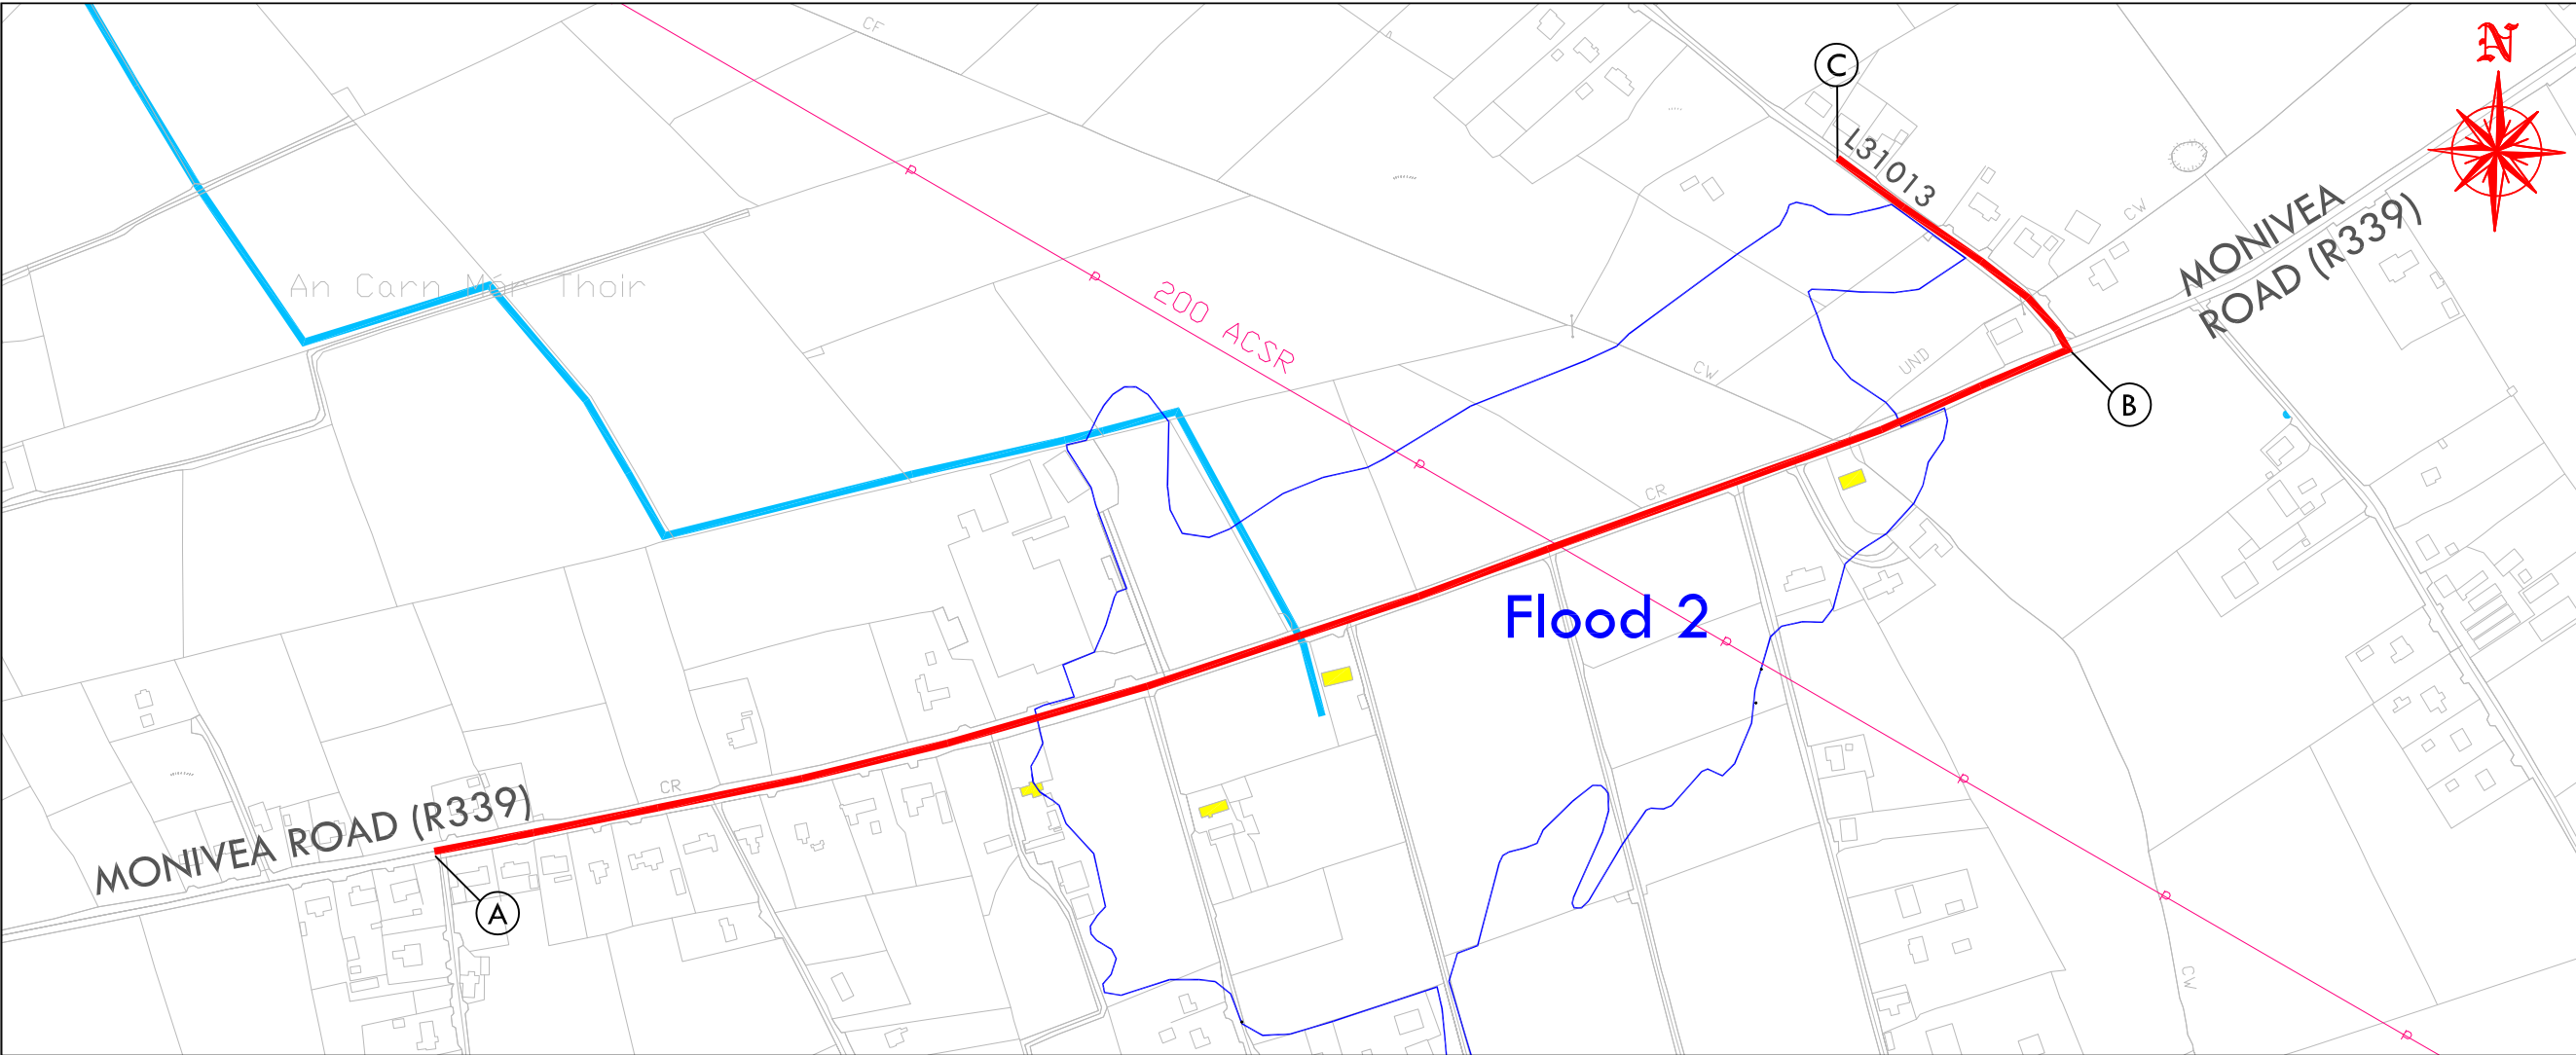 CF
N
C
L31013
CW
MONIVEA
ROAD (R339)
An Carn Mór Thoir
200 ACSR
CW
UND
B
CR
Flood 2
CR
MONIVEA ROAD (R339)
A
CW
P
P
P
P
P
P
P